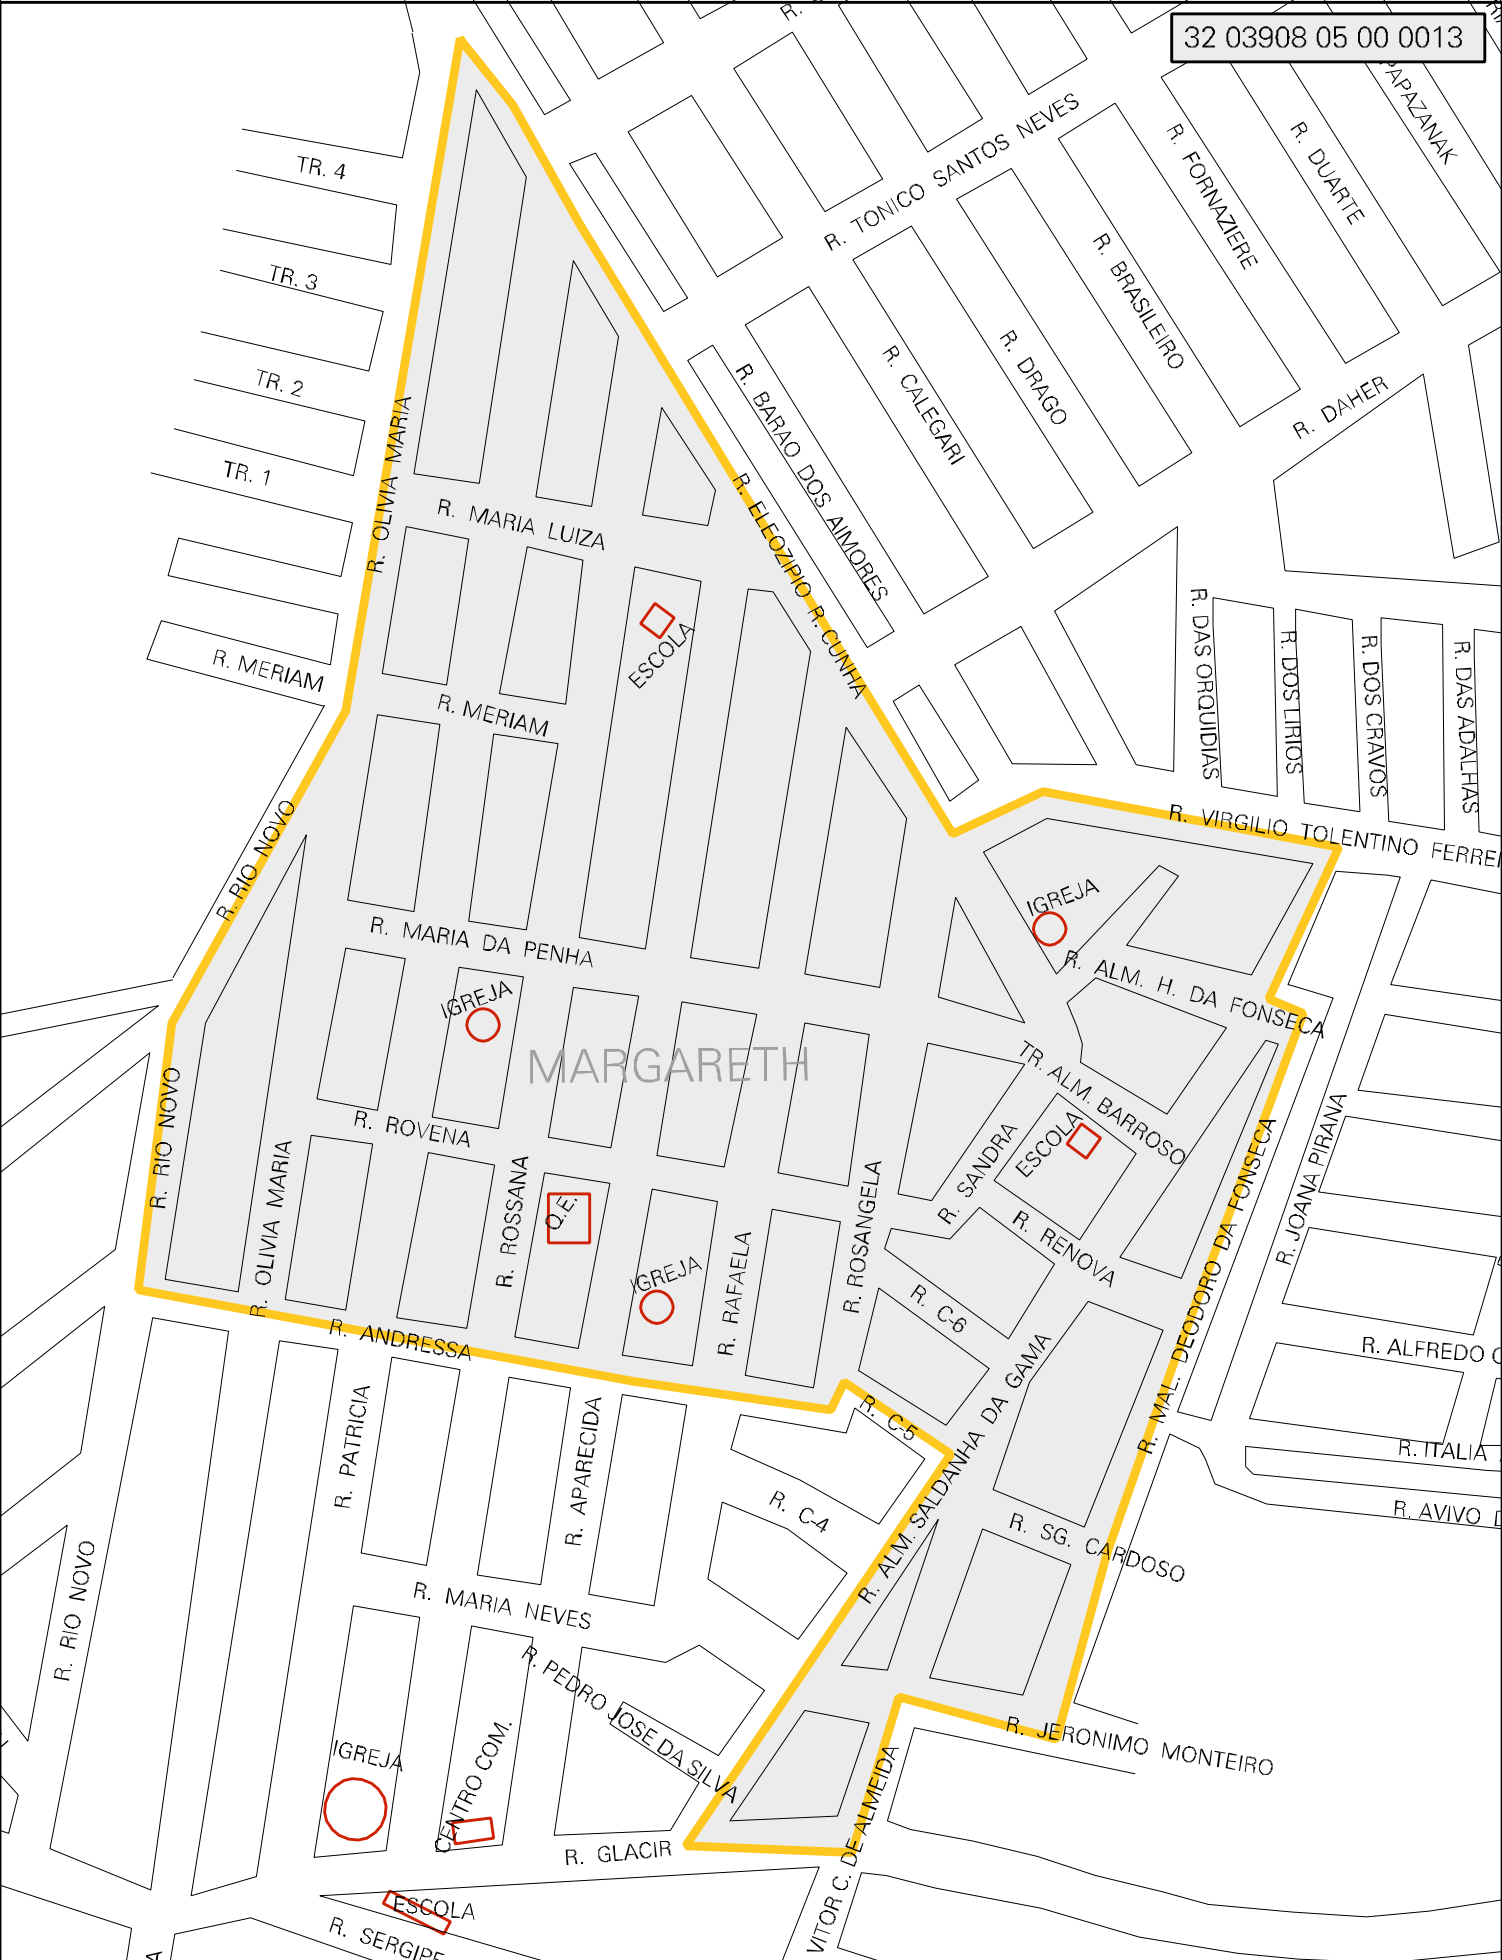 32 03908 05 00 0013
PAPAZANAK
R. DUARTE
R. FORNAZIERE
R. TONICO SANTOS NEVES
TR. 4
TR. 3
R. BRASILEIRO
R. DRAGO
R. CALEGARI
R. DAHER
TR. 2
TR. 1
R. OLIVIA MARIA
R. BARAO DOS AIMORES
R. ELEOZIPIO R. CUNHA
R. MARIA LUIZA
ESCOLA
R. MERIAM
R. MERIAM
R. DAS ORQUIDIAS
R. DOS LIRIOS
R. DOS CRAVOS
R. DAS ADALHAS
R. VIRGILIO TOLENTINO FERREI
R. RIO NOVO
IGREJA
R. MARIA DA PENHA
R. ALM. H. DA FONSECA
IGREJA
MARGARETH
TR. ALM. BARROSO
ESCOLA
R. SANDRA
R. RENOVA
R. JOANA PIRANA
R. MAL. DEODORO DA FONSECA
R. RIO NOVO
R. ROVENA
R. OLIVIA MARIA
R. ROSSANA
Q.E.
IGREJA
R. RAFAELA
R. ROSANGELA
R. C-6
R. ANDRESSA
R. ALFREDO
R. C-5
R. ALM. SALDANHA DA GAMA
R. ITALIA
R. AVIVO
R. PATRICIA
R. APARECIDA
R. C-4
R. SG. CARDOSO
R. RIO NOVO
R. MARIA NEVES
R. PEDRO JOSE DA SILVA
R. JERONIMO MONTEIRO
IGREJA
CENTRO COM.
R. GLACIR
VITOR C. DE ALMEIDA
ESCOLA
R. SERGIPE